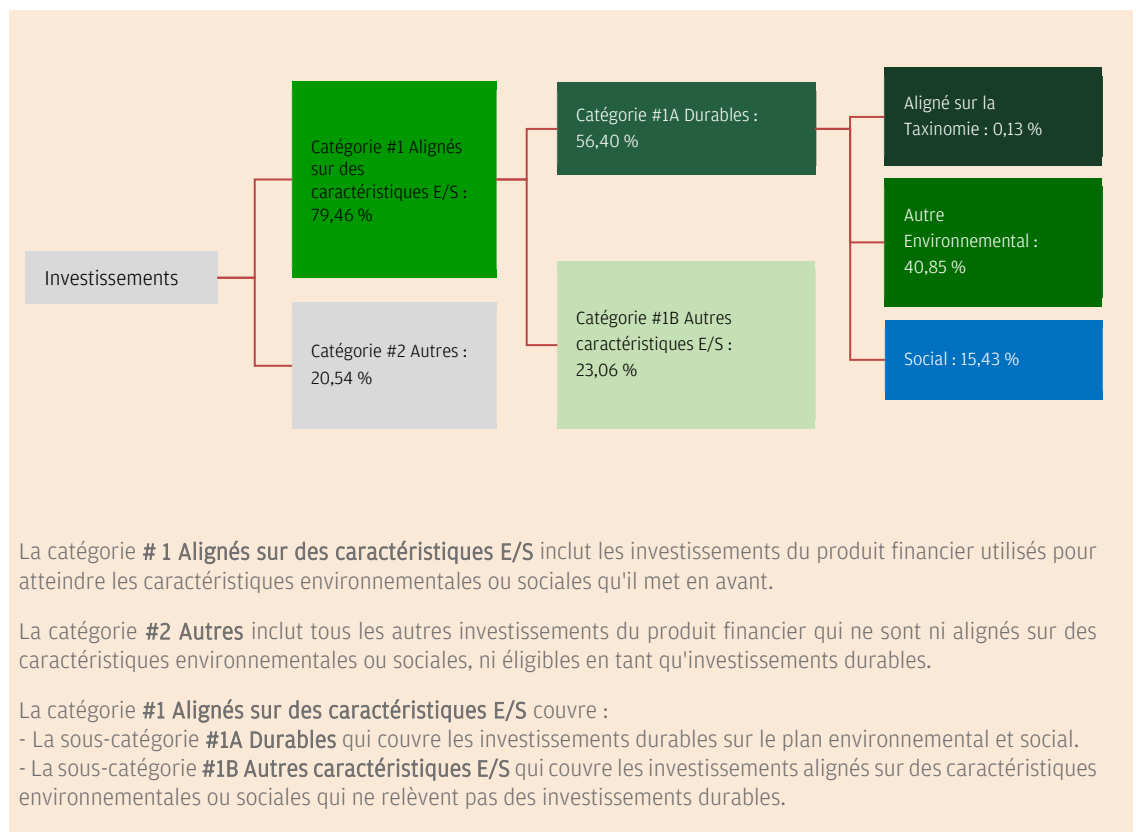 Investissements
Catégorie #1 Alignés
sur des
caractéristiques E/S :
79,46 %
Catégorie #2 Autres :
20,54 %
Catégorie #1A Durables :
56,40 %
Catégorie #1B Autres
caractéristiques E/S :
23,06 %
Aligné sur la
Taxinomie : 0,13 %
Autre
Environnemental :
40,85 %
Social : 15,43 %
La catégorie # 1 Alignés sur des caractéristiques E/S inclut les investissements du produit financier utilisés pour
atteindre les caractéristiques environnementales ou sociales qu'il met en avant.
La catégorie #2 Autres inclut tous les autres investissements du produit financier qui ne sont ni alignés sur des
caractéristiques environnementales ou sociales, ni éligibles en tant qu'investissements durables.
La catégorie #1 Alignés sur des caractéristiques E/S couvre :
- La sous-catégorie #1A Durables qui couvre les investissements durables sur le plan environnemental et social.
- La sous-catégorie #1B Autres caractéristiques E/S qui couvre les investissements alignés sur des caractéristiques
environnementales ou sociales qui ne relèvent pas des investissements durables.